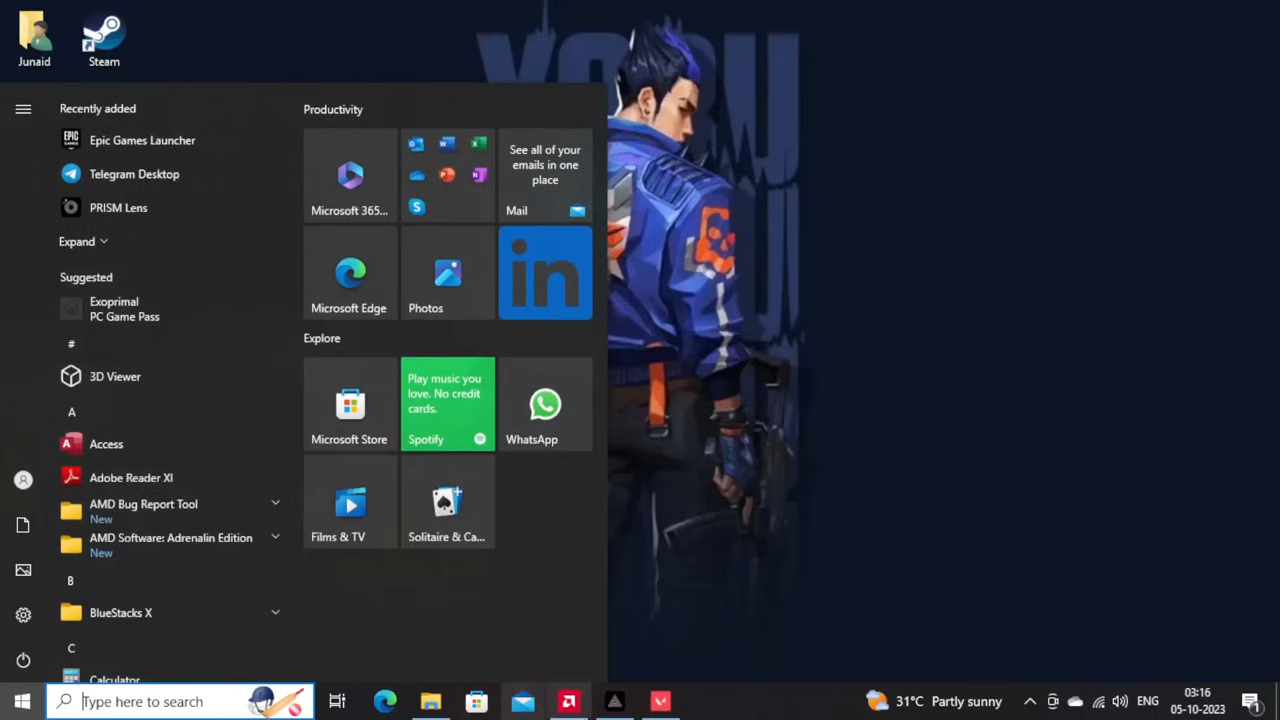 Junaid
Steam
Recently added
EPIC
GAMES
Epic Games Launcher
Telegram Desktop
PRISM Lens
Expand
Suggested
Exoprimal
PC Game Pass
#
3D Viewer
A
Access
Adobe Reader XI
AMD Bug Report Tool
New
AMD Software: Adrenalin Edition
New
B
BlueStacks X
C
Calculator
Productivity
Microsoft 365...
See all of your
emails in one
place
Mail
Microsoft Edge
Photos
in
Explore
Microsoft Store
Play music you
love. No credit
cards.
Spotify
WhatsApp
Films & TV
Solitaire & Ca...
Type here to search
31°C Partly sunny
ENG
03:16
05-10-2023
1